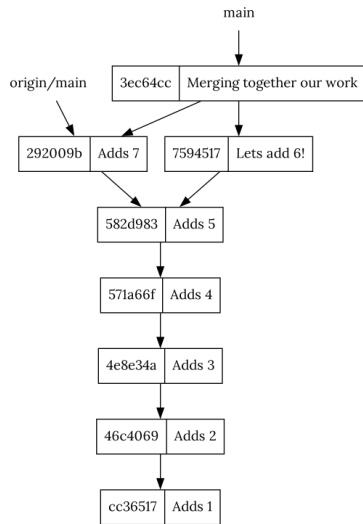 main
3ec64cc Merging together our work
origin/main
292009b Adds 7
7594517 Lets add 6!
582d983 Adds 5
571a66f Adds 4
4e8e34a Adds 3
46c4069 Adds 2
cc36517 Adds 1